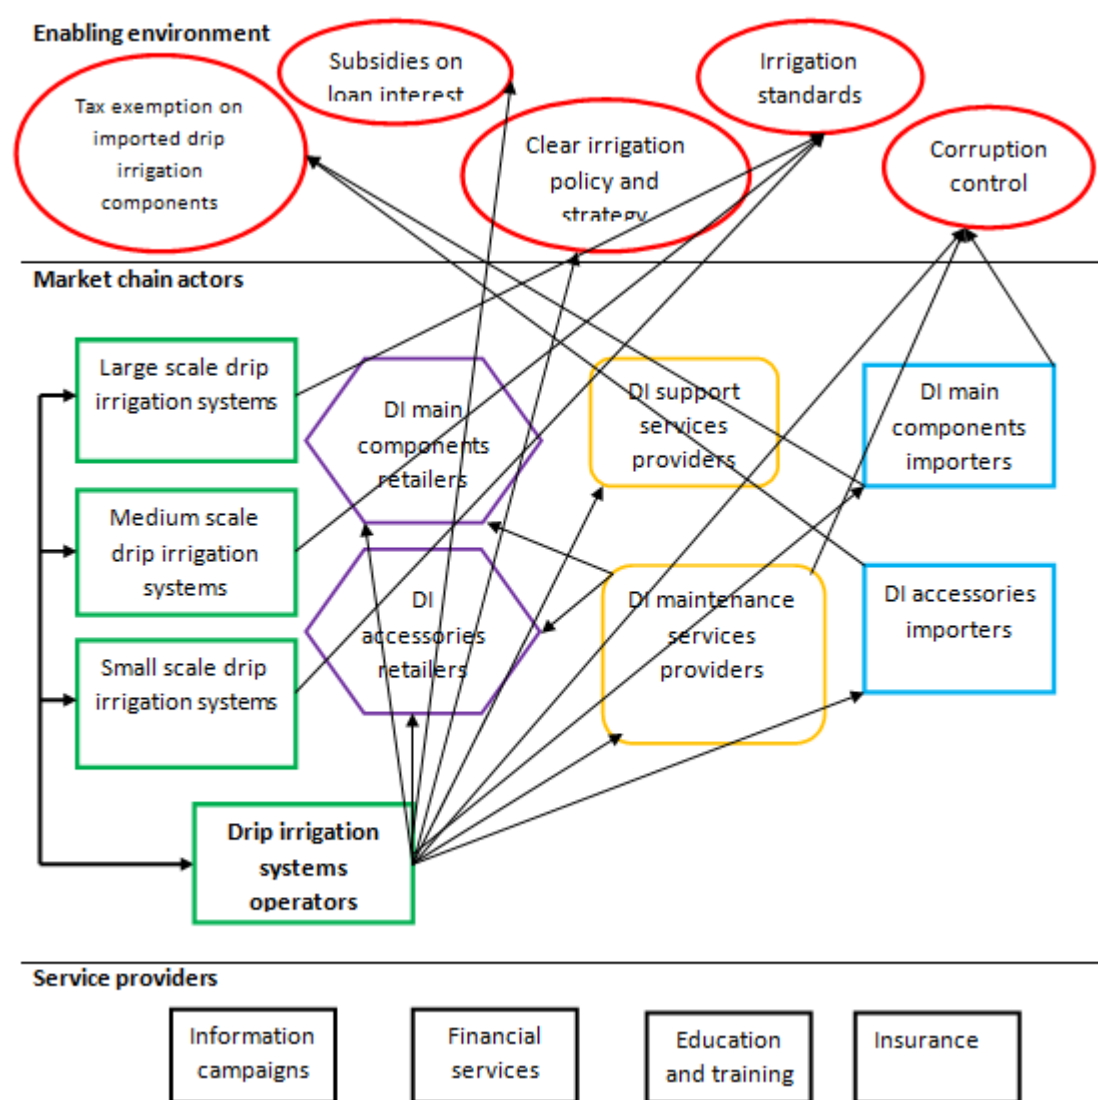 Enabling environment
Tax exemption on
imported drip
irrigation
components
Subsidies on
loan interest
Clear irrigation
policy and
strategy
Irrigation
standards
Corruption
control
Market chain actors
Large scale drip
irrigation systems
Medium scale
drip irrigation
systems
Small scale drip
irrigation systems
DI main
components
retailers
DI
accessories
retailers
DI support
services
providers
DI maintenance
services
providers
DI main
components
importers
DI accessories
importers
Drip irrigation
systems
operators
Service providers
Information
campaigns
Financial
services
Education
and training
Insurance